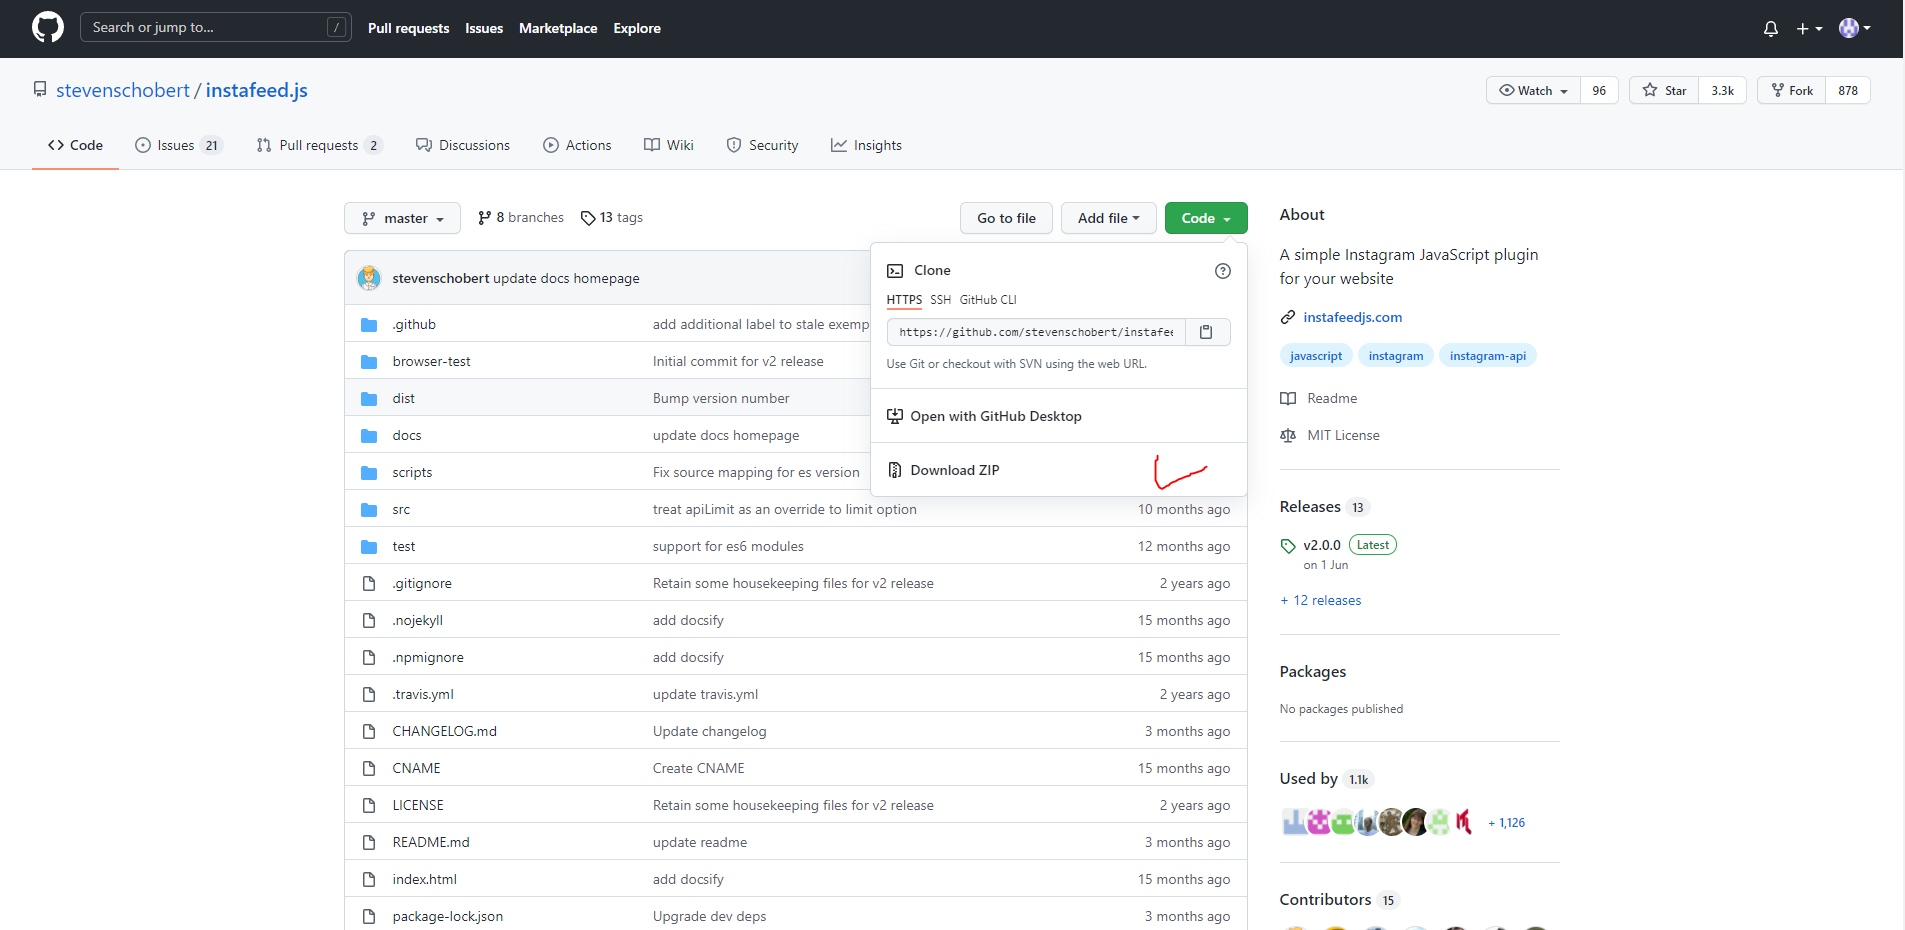 Search or jump to... /
Pull requests Issues Marketplace Explore
stevenschobert / instafeed.js
Watch 96 Star 3.3k Fork 878
Code Issues 21 Pull requests 2 Discussions Actions Wiki Security Insights
master 8 branches 13 tags Go to file Add file Code
stevenschobert update docs homepage
.github add additional label to stale exemp
browser-test Initial commit for v2 release
dist Bump version number
docs update docs homepage
scripts Fix source mapping for es version
src treat apiLimit as an override to limit option 10 months ago
test support for es6 modules 12 months ago
.gitignore Retain some housekeeping files for v2 release 2 years ago
.nojekyll add docsify 15 months ago
.npmignore add docsify 15 months ago
.travis.yml update travis.yml 2 years ago
CHANGELOG.md Update changelog 3 months ago
CNAME Create CNAME 15 months ago
LICENSE Retain some housekeeping files for v2 release 2 years ago
README.md update readme 3 months ago
index.html add docsify 15 months ago
package-lock.json Upgrade dev deps 3 months ago
Clone
HTTPS SSH GitHub CLI
https://github.com/stevenschobert/instafee
Use Git or checkout with SVN using the web URL.
Open with GitHub Desktop
Download ZIP
About
A simple Instagram JavaScript plugin
for your website
instafeedjs.com
javascript instagram instagram-api
Readme
MIT License
Releases 13
v2.0.0 Latest
on 1 Jun
+ 12 releases
Packages
No packages published
Used by 1.1k
+ 1,126
Contributors 15